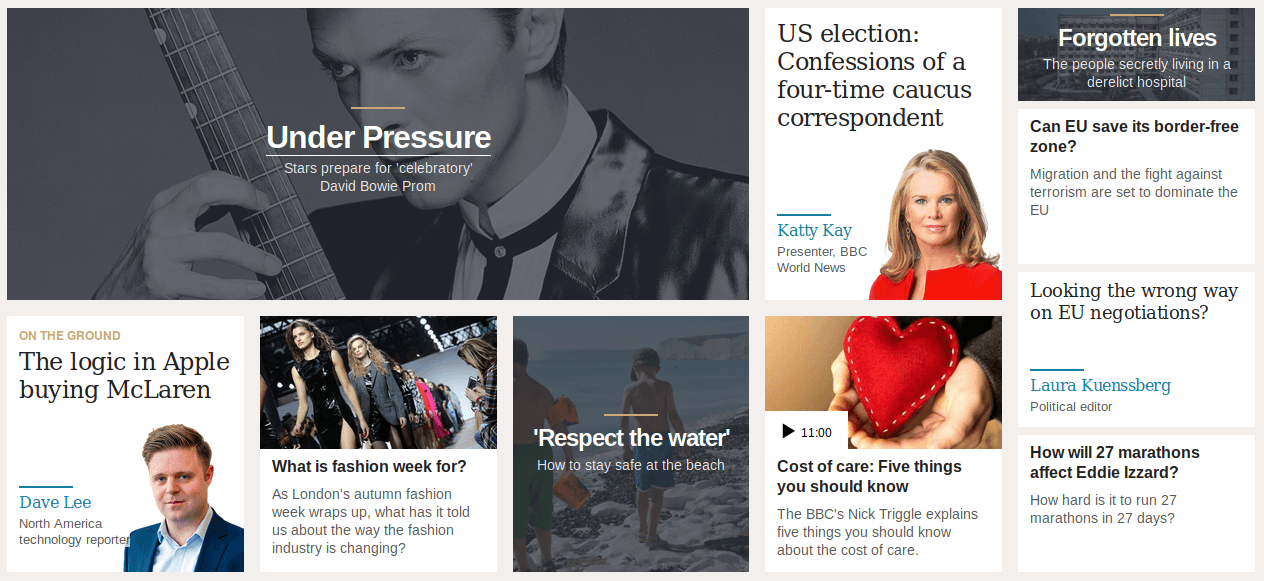 Under Pressure
Stars prepare for 'celebratory'
David Bowie Prom
US election:
Confessions of a
four-time caucus
correspondent
Katty Kay
Presenter, BBC
World News
Forgotten lives
The people secretly living in a
derelict hospital
Can EU save its border-free
zone?
Migration and the fight against
terrorism are set to dominate the
EU
Looking the wrong way
on EU negotiations?
Laura Kuenssberg
Political editor
How will 27 marathons
affect Eddie Izzard?
How hard is it to run 27
marathons in 27 days?
ON THE GROUND
The logic in Apple
buying McLaren
Dave Lee
North America
technology reporter
What is fashion week for?
As London's autumn fashion
week wraps up, what has it told
us about the way the fashion
industry is changing?
'Respect the water'
How to stay safe at the beach
11:00
Cost of care: Five things
you should know
The BBC's Nick Triggle explains
five things you should know
about the cost of care.